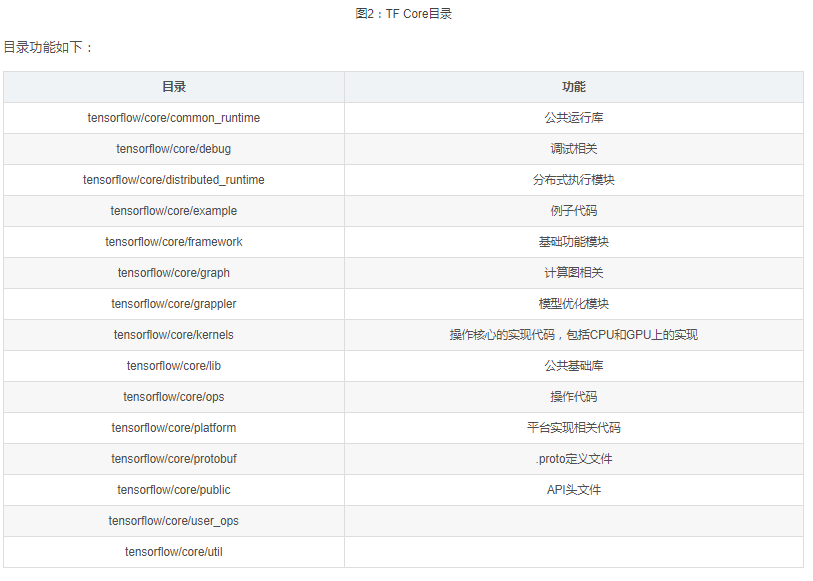 图2：TF Core目录
目录功能如下：
目录 功能
tensorflow/core/common_runtime 公共运行库
tensorflow/core/debug 调试相关
tensorflow/core/distributed_runtime 分布式执行模块
tensorflow/core/example 例子代码
tensorflow/core/framework 基础功能模块
tensorflow/core/graph 计算图相关
tensorflow/core/grappler 模型优化模块
tensorflow/core/kernels 操作核心的实现代码，包括CPU和GPU上的实现
tensorflow/core/lib 公共基础库
tensorflow/core/ops 操作代码
tensorflow/core/platform 平台实现相关代码
tensorflow/core/protobuf .proto定义文件
tensorflow/core/public API头文件
tensorflow/core/user_ops
tensorflow/core/util